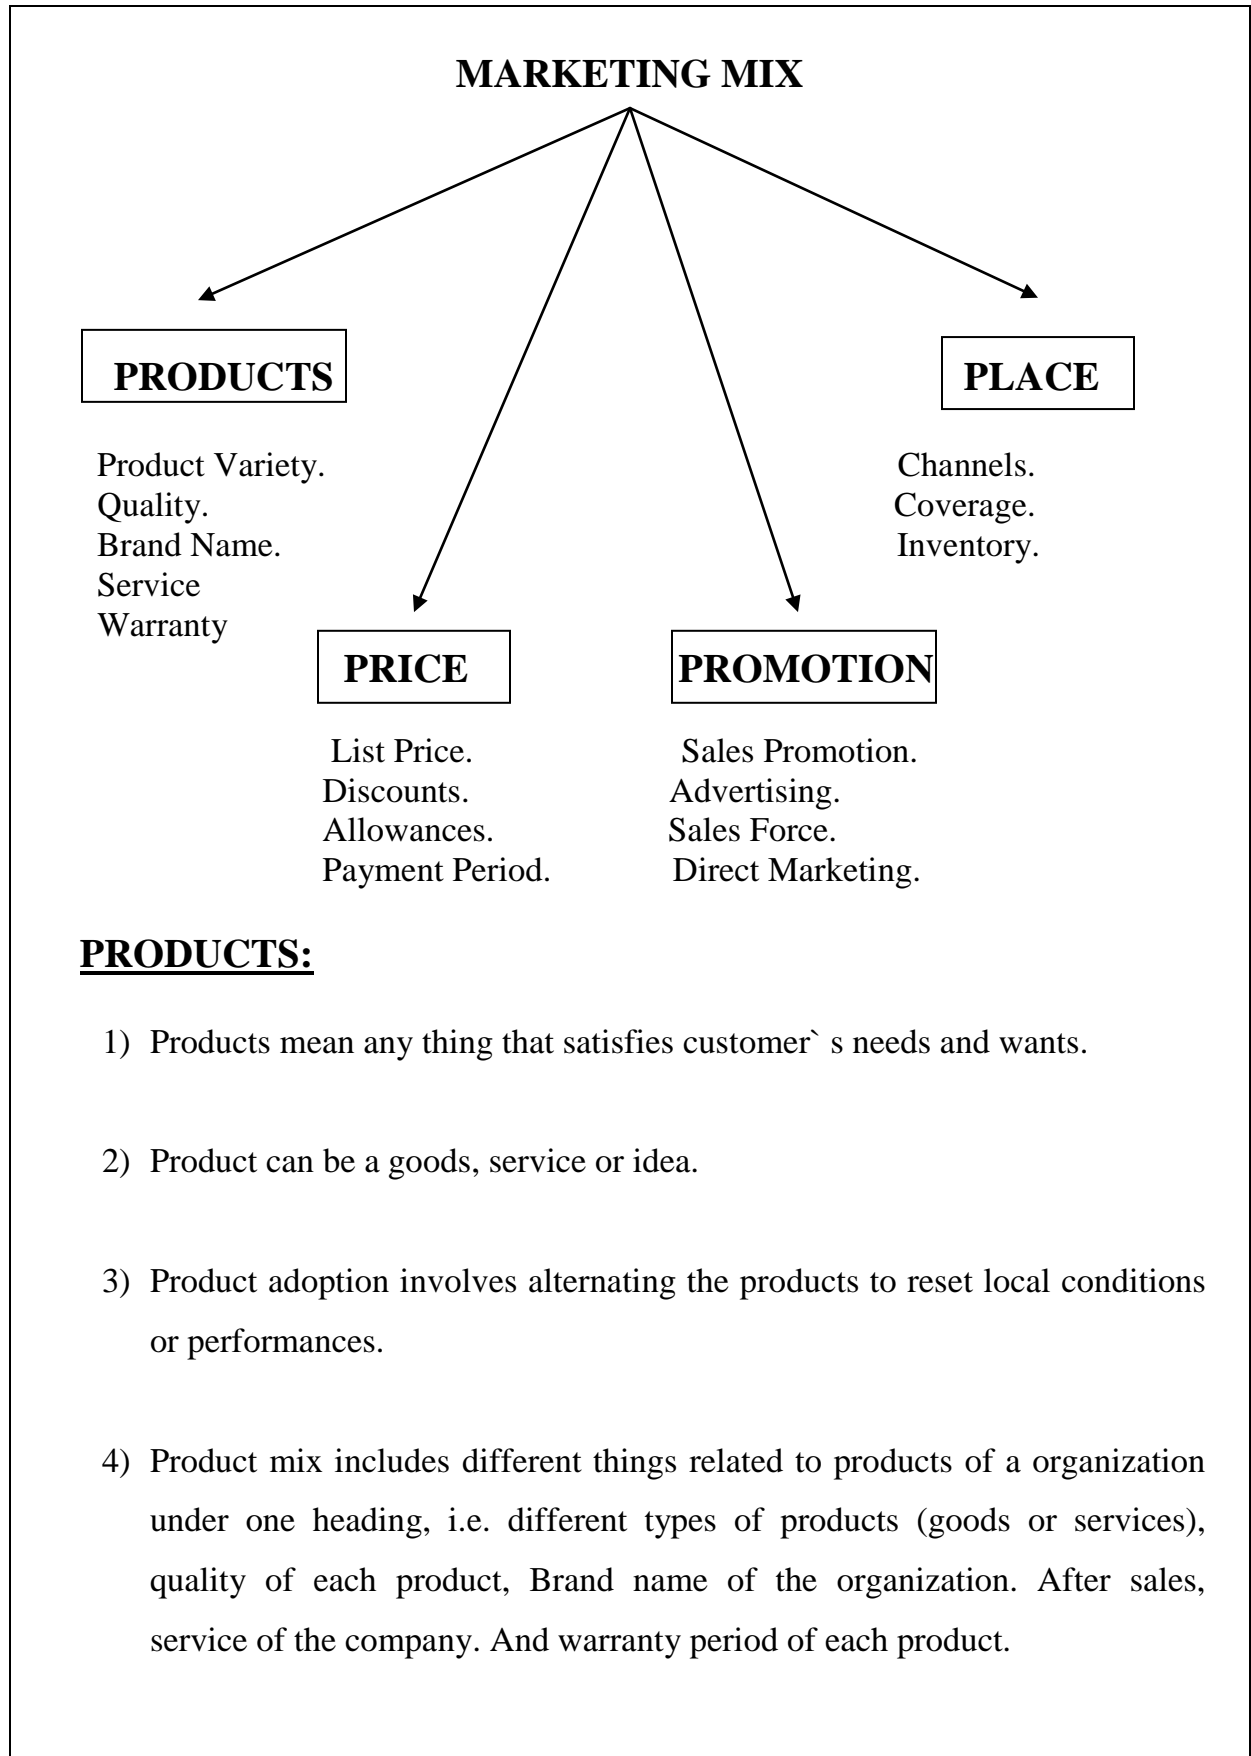 MARKETING MIX
PRODUCTS
Product Variety.
Quality.
Brand Name.
Service
Warranty
PRICE
List Price.
Discounts.
Allowances.
Payment Period.
PROMOTION
Sales Promotion.
Advertising.
Sales Force.
Direct Marketing.
PLACE
Channels.
Coverage.
Inventory.
PRODUCTS:
1) Products mean any thing that satisfies customer` s needs and wants.
2) Product can be a goods, service or idea.
3) Product adoption involves alternating the products to reset local conditions
or performances.
4) Product mix includes different things related to products of a organization
under one heading, i.e. different types of products (goods or services),
quality of each product, Brand name of the organization. After sales,
service of the company. And warranty period of each product.